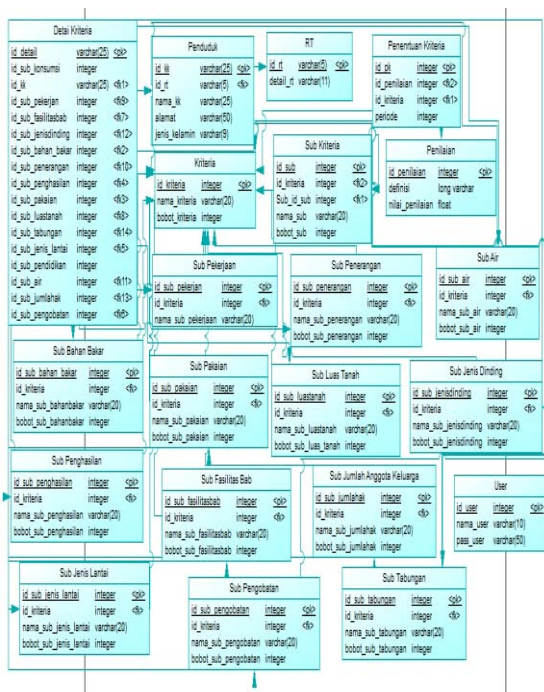 Detai Kriteria
id_detail varchar(25) <pk>
id_sub_konsumsi integer
id_kk varchar(25) <fk1>
id_sub_pekerjan integer <fk9>
id_sub_fasilitasbab integer <fk7>
id_sub_jenisdinding integer <fk12>
id_sub_bahan_bakar integer <fk2>
id_sub_penerangan integer <fk10>
id_sub_penghasilan integer <fk4>
id_sub_pakaian integer <fk3>
id_sub_luastanah integer <fk8>
id_sub_tabungan integer <fk14>
id_sub_jenis_lantai integer <fk5>
id_sub_pendidikan integer
id_sub_air integer <fk11>
id_sub_jumlahak integer <fk13>
id_sub_pengobatan integer <fk6>
Penduduk
id_kk varchar(25) <pk>
id_rt varchar(5) <fk>
nama_kk varchar(25)
alamat varchar(50)
jenis_kelamin varchar(9)
RT
id_rt varchar(5) <pk>
detail_rt varchar(11)
Penenrtuan Kriteria
id_pk integer <pk>
id_penilaian integer <fk2>
id_kriteria integer <fk1>
periode integer
Kriteria
id_kriteria integer <pk>
nama_kriteria varchar(20)
bobot_kriteria integer
Sub Kriteria
id_sub integer <pk>
id_kriteria integer <fk2>
Sub_id_sub integer <fk1>
nama_sub varchar(20)
bobot_sub integer
Penilaian
id_penilaian integer <pk>
definisi long varchar
nilai_penilaian float
Sub Pekerjaan
id_sub_pekerjan integer <pk>
id_kriteria integer <fk>
nama_sub_pekerjaan varchar(20)
Sub Penerangan
id_sub_penerangan integer <pk>
id_kriteria integer <fk>
nama_sub_penerangan varchar(20)
bobot_sub_penerangan integer
Sub Air
id_sub_air integer <pk>
id_kriteria integer <fk>
nama_sub_air varchar(20)
bobot_sub_air integer
Sub Bahan Bakar
id_sub_bahan_bakar integer <pk>
id_kriteria integer <fk>
nama_sub_bahanbakar varchar(20)
bobot_sub_bahanbakar integer
Sub Pakaian
id_sub_pakaian integer <pk>
id_kriteria integer <fk>
nama_sub_pakaian varchar(20)
bobot_sub_pakaian integer
Sub Luas Tanah
id_sub_luastanah integer <pk>
id_kriteria integer <fk>
nama_sub_luastanah varchar(20)
bobot_sub_luas_tanah integer
Sub Jenis Dinding
id_sub_jenisdinding integer <pk>
id_kriteria integer <fk>
nama_sub_jenisdinding varchar(20)
bobot_sub_jenisdinding integer
Sub Penghasilan
id_sub_penghasilan integer <pk>
id_kriteria integer <fk>
nama_sub_penghasilan varchar(20)
bobot_sub_penghasilan integer
Sub Fasilitas Bab
id_sub_fasilitasbab integer <pk>
id_kriteria integer <fk>
nama_sub_fasilitasbab varchar(20)
bobot_sub_fasilitasbab integer
Sub Jumlah Anggota Keluarga
id_sub_jumlahak integer <pk>
id_kriteria integer <fk>
nama_sub_jumlahak varchar(20)
bobot_sub_jumlahak integer
User
id_user integer <pk>
nama_user varchar(10)
pass_user varchar(50)
Sub Jenis Lantai
id_sub_jenis_lantai integer <pk>
id_kriteria integer <fk>
nama_sub_jenis_lantai varchar(20)
bobot_sub_jenis_lantai integer
Sub Pengobatan
id_sub_pengobatan integer <pk>
id_kriteria integer <fk>
nama_sub_pengobatan varchar(20)
bobot_sub_pengobatan integer
Sub Tabungan
id_sub_tabungan integer <pk>
id_kriteria integer <fk>
nama_sub_tabungan varchar(20)
bobot_sub_tabungan integer